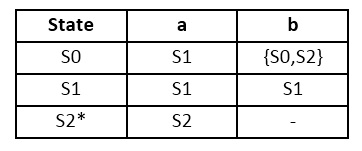 State a b
S0 S1 {S0,S2}
S1 S1 S1
S2* S2 -